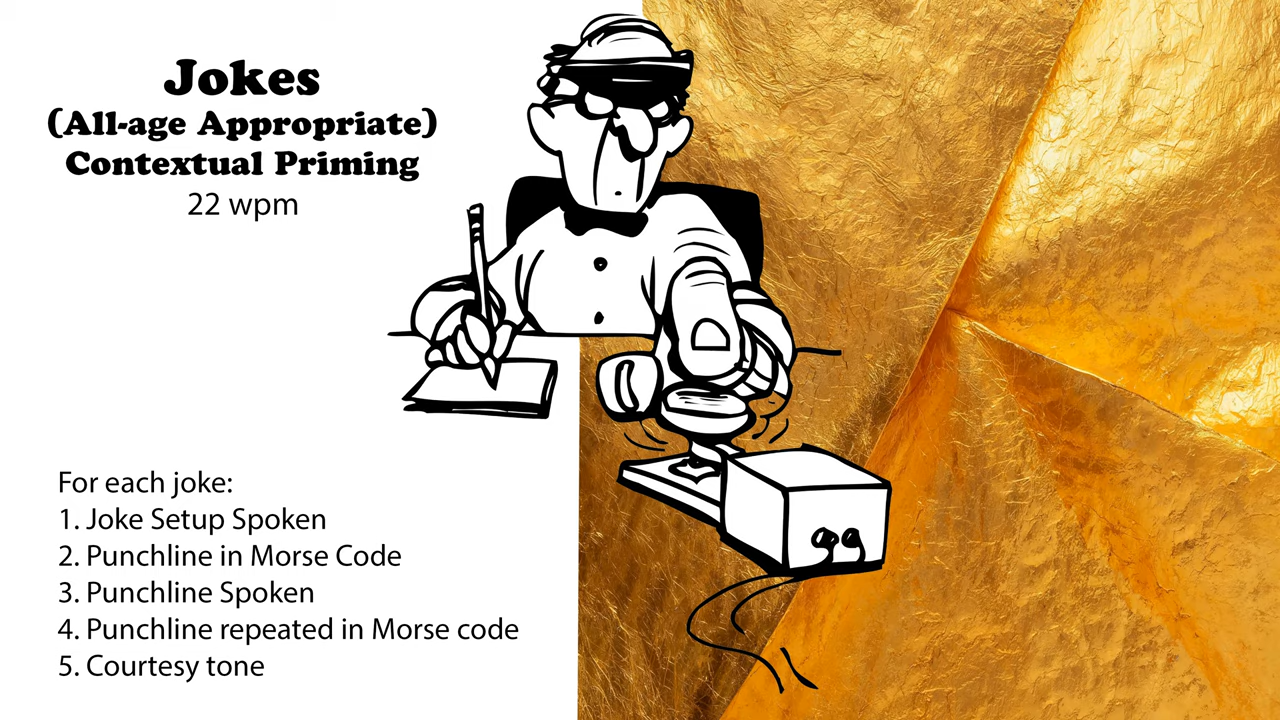 Jokes
(All-age Appropriate)
Contextual Priming
22 wpm
For each joke:
1. Joke Setup Spoken
2. Punchline in Morse Code
3. Punchline Spoken
4. Punchline repeated in Morse code
5. Courtesy tone